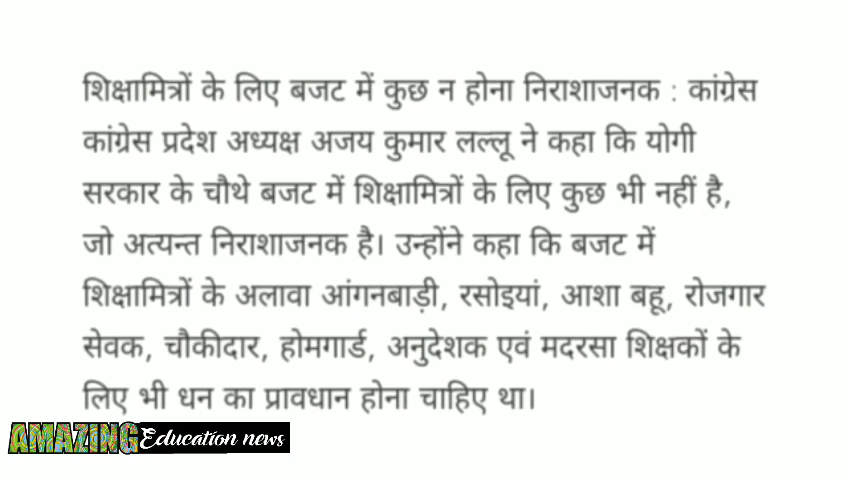 शिक्षामित्रों के लिए बजट में कुछ न होना निराशाजनक : कांग्रेस
कांग्रेस प्रदेश अध्यक्ष अजय कुमार लल्लू ने कहा कि योगी
सरकार के चौथे बजट में शिक्षामित्रों के लिए कुछ भी नहीं है,
जो अत्यन्त निराशाजनक है। उन्होंने कहा कि बजट में
शिक्षामित्रों के अलावा आंगनबाड़ी, रसोइयां, आशा बहू, रोजगार
सेवक, चौकीदार, होमगार्ड, अनुदेशक एवं मदरसा शिक्षकों के
लिए भी धन का प्रावधान होना चाहिए था।
AMAZING Education news